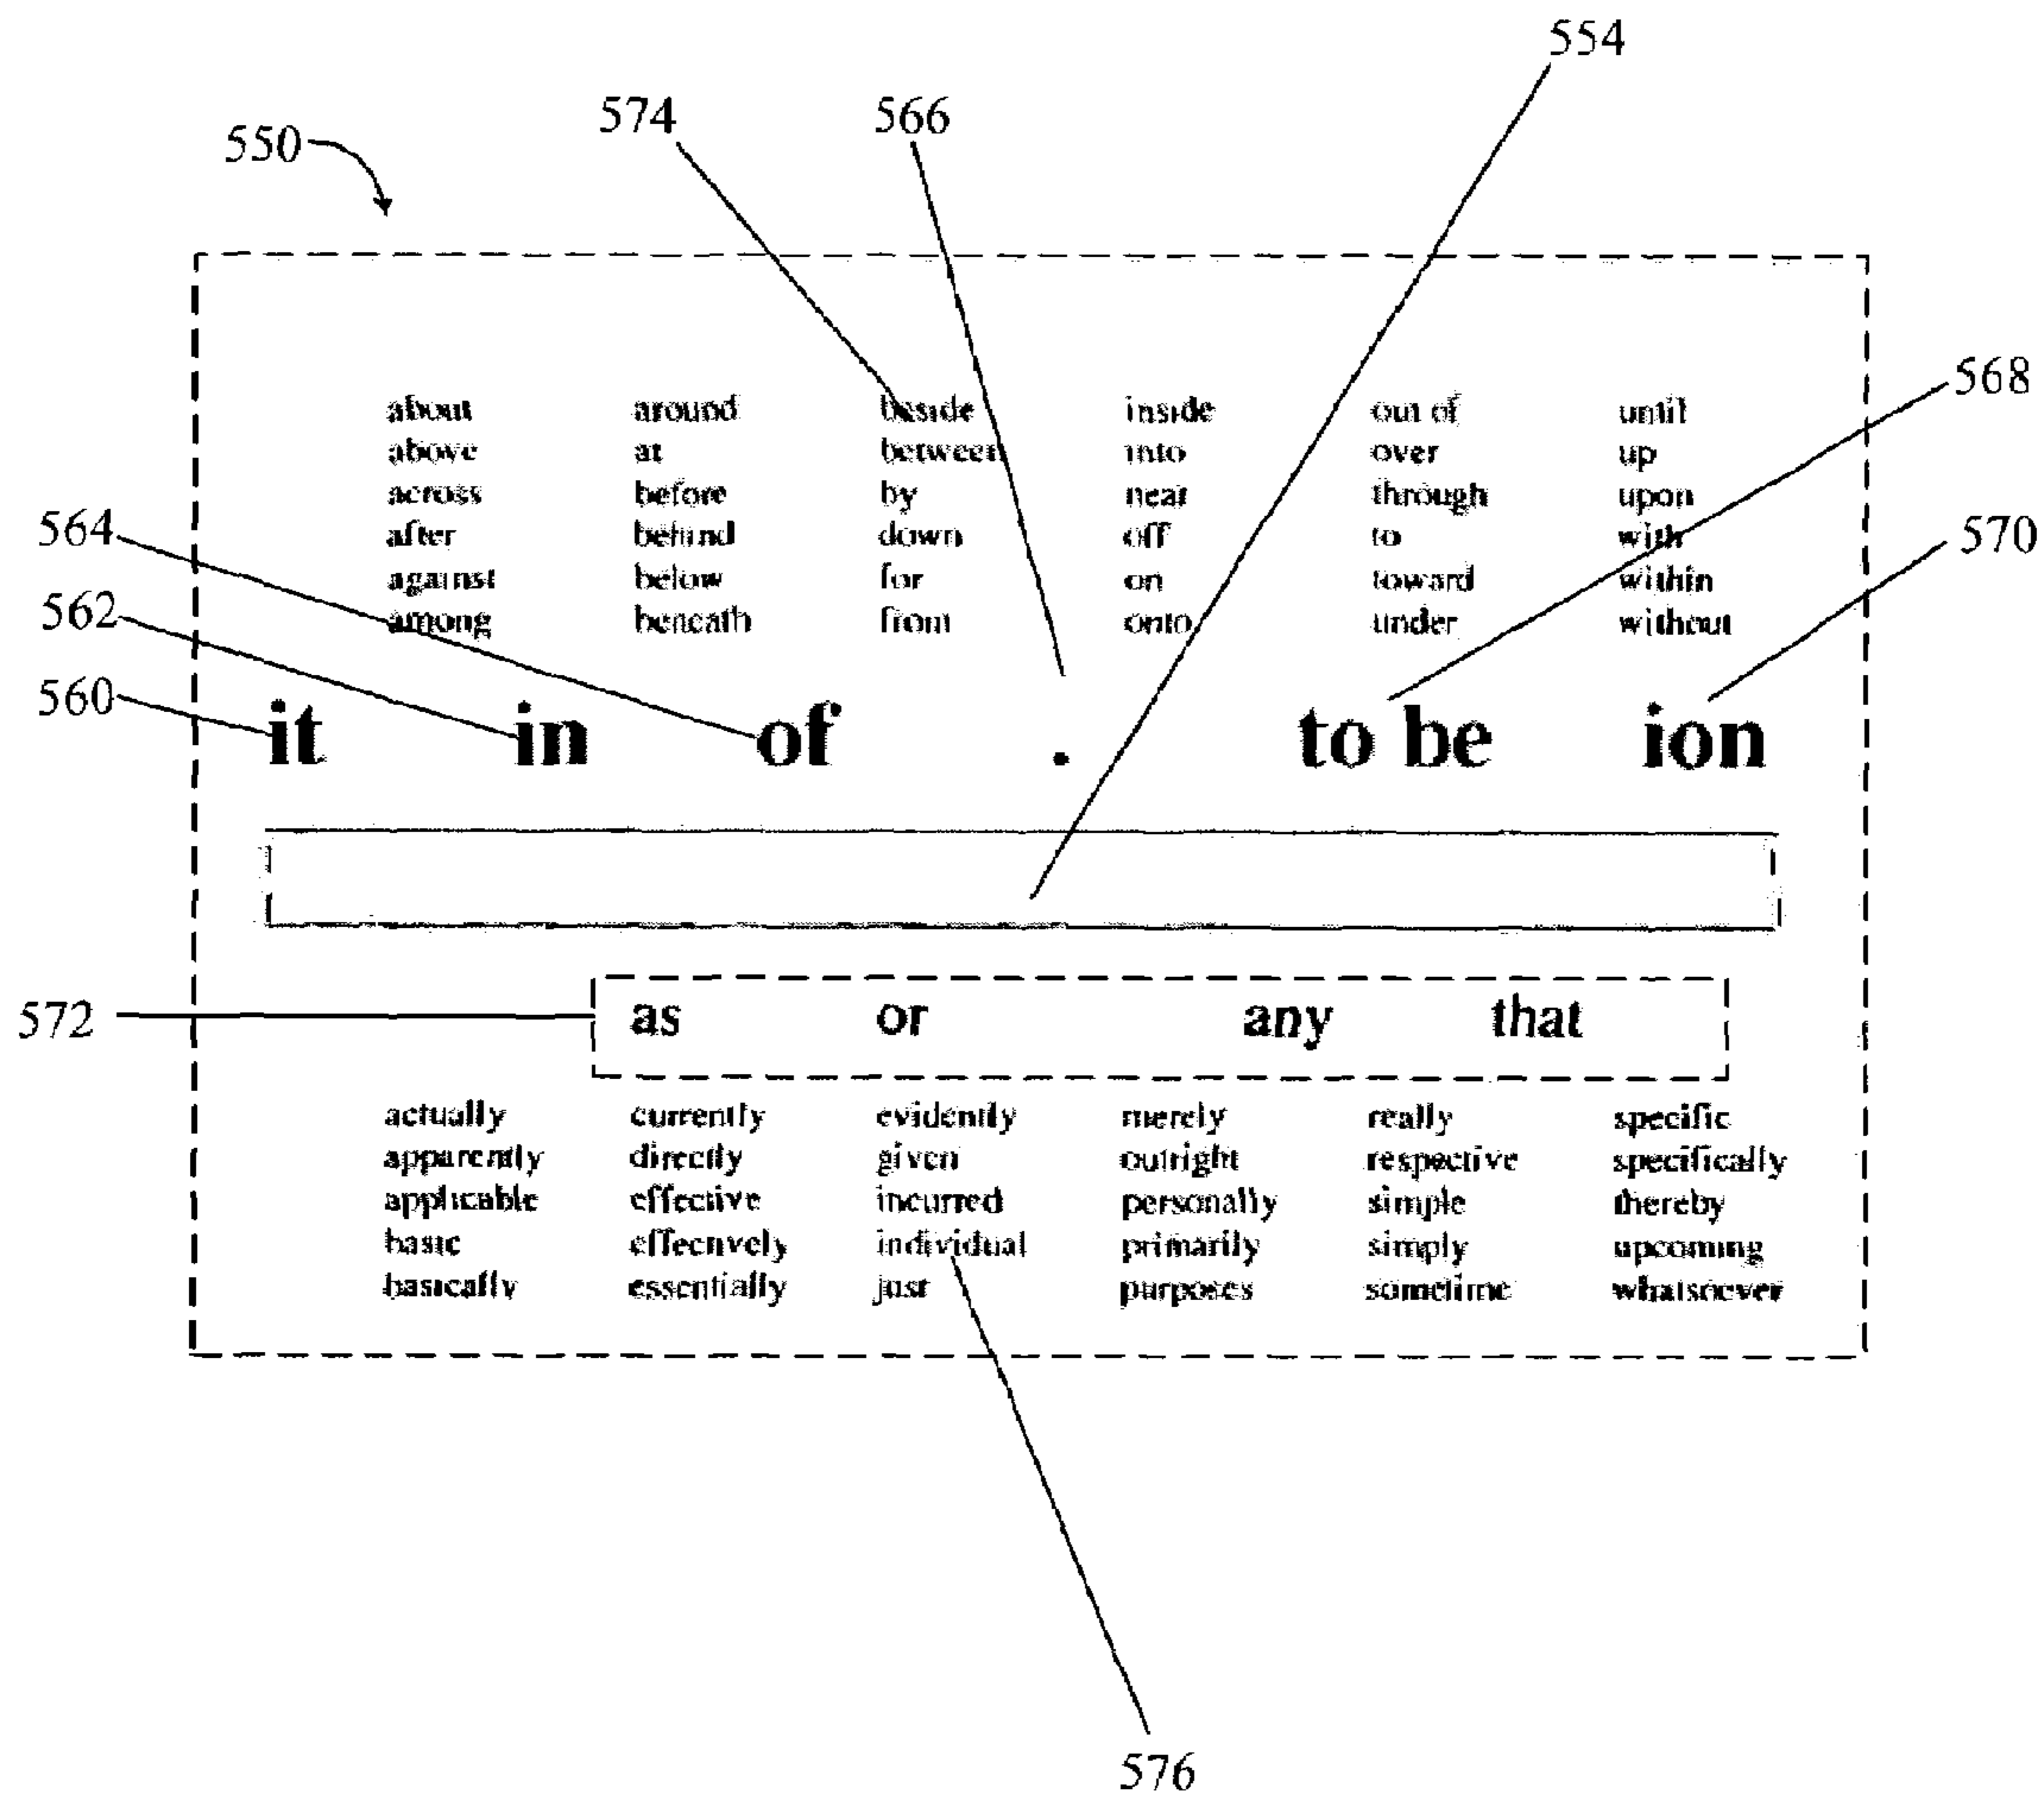 554
574 566
550
568
about around beside inside out of until
above at between into over up
across before by near through upon
564 after behind down off to with 570
against below for on toward within
562 among beneath from onto under without
560 it in of . to be ion
572 as or any that
actually currently evidently merely really specific
apparently directly given outright respective specifically
applicable effective incurred personally simple thereby
basic effectively individual primarily simply upcoming
basically essentially just purposes sometime whatsoever
576